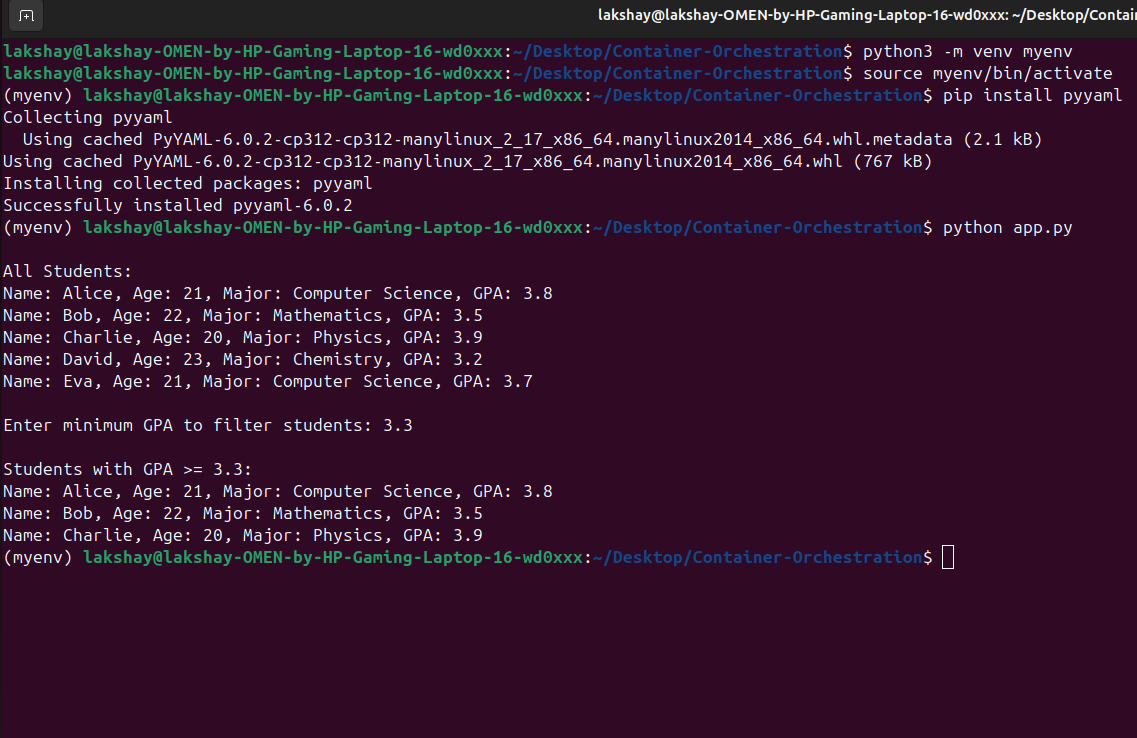 lakshay@lakshay-OMEN-by-HP-Gaming-Laptop-16-wd0xxx: ~/Desktop/Contain
lakshay@lakshay-OMEN-by-HP-Gaming-Laptop-16-wd0xxx:~/Desktop/Container-Orchestration$ python3 -m venv myenv
lakshay@lakshay-OMEN-by-HP-Gaming-Laptop-16-wd0xxx:~/Desktop/Container-Orchestration$ source myenv/bin/activate
(myenv) lakshay@lakshay-OMEN-by-HP-Gaming-Laptop-16-wd0xxx:~/Desktop/Container-Orchestration$ pip install pyyaml
Collecting pyyaml
  Using cached PyYAML-6.0.2-cp312-cp312-manylinux_2_17_x86_64.manylinux2014_x86_64.whl.metadata (2.1 kB)
Using cached PyYAML-6.0.2-cp312-cp312-manylinux_2_17_x86_64.manylinux2014_x86_64.whl (767 kB)
Installing collected packages: pyyaml
Successfully installed pyyaml-6.0.2
(myenv) lakshay@lakshay-OMEN-by-HP-Gaming-Laptop-16-wd0xxx:~/Desktop/Container-Orchestration$ python app.py
All Students:
Name: Alice, Age: 21, Major: Computer Science, GPA: 3.8
Name: Bob, Age: 22, Major: Mathematics, GPA: 3.5
Name: Charlie, Age: 20, Major: Physics, GPA: 3.9
Name: David, Age: 23, Major: Chemistry, GPA: 3.2
Name: Eva, Age: 21, Major: Computer Science, GPA: 3.7
Enter minimum GPA to filter students: 3.3
Students with GPA >= 3.3:
Name: Alice, Age: 21, Major: Computer Science, GPA: 3.8
Name: Bob, Age: 22, Major: Mathematics, GPA: 3.5
Name: Charlie, Age: 20, Major: Physics, GPA: 3.9
(myenv) lakshay@lakshay-OMEN-by-HP-Gaming-Laptop-16-wd0xxx:~/Desktop/Container-Orchestration$